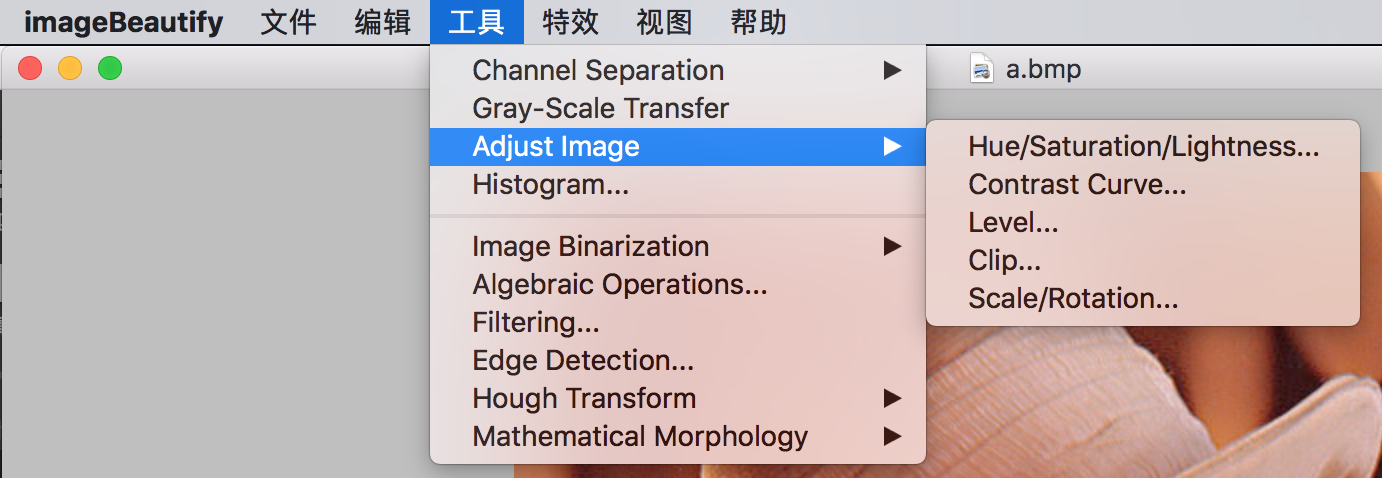 imageBeautify 文件 编辑 工具 特效 视图 帮助
a.bmp
Channel Separation
Gray-Scale Transfer
Adjust Image
Histogram...
Image Binarization
Algebraic Operations...
Filtering...
Edge Detection...
Hough Transform
Mathematical Morphology
Hue/Saturation/Lightness...
Contrast Curve...
Level...
Clip...
Scale/Rotation...